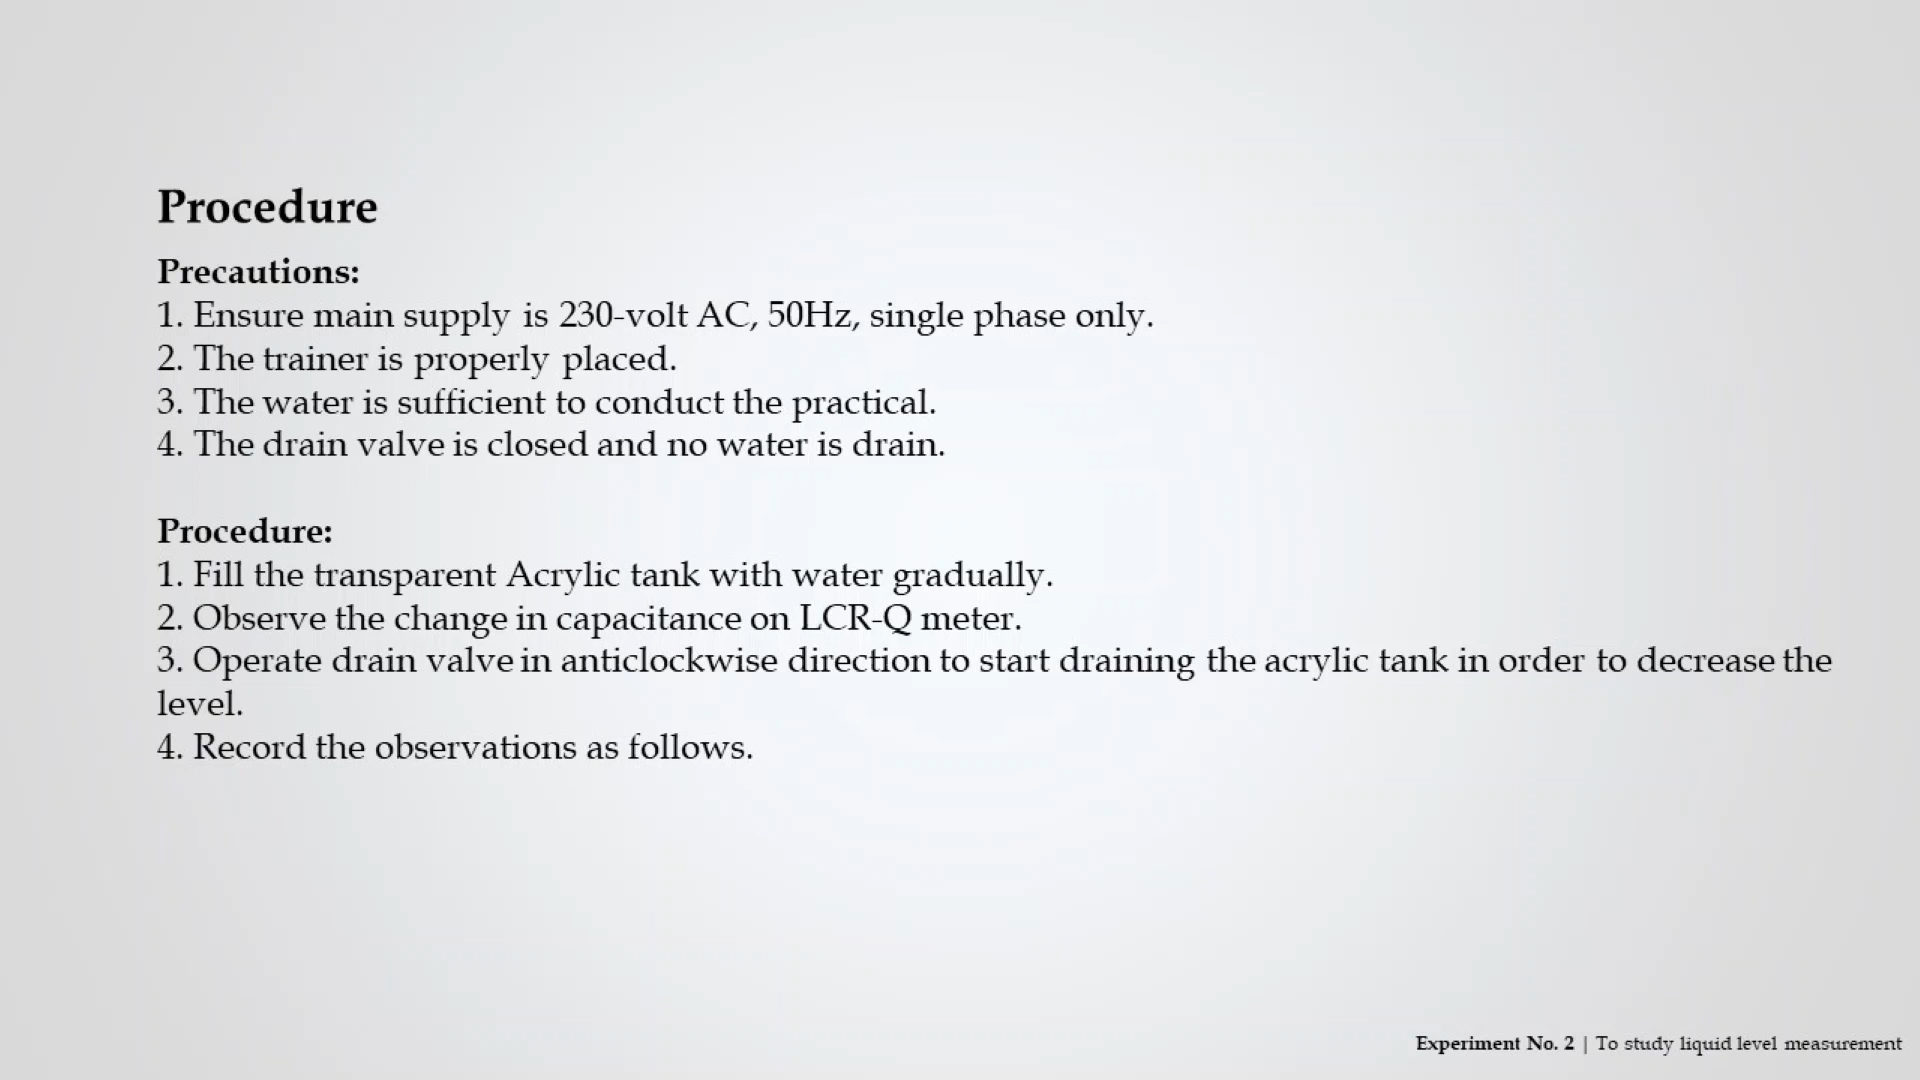 Procedure
Precautions:
1. Ensure main supply is 230-volt AC, 50Hz, single phase only.
2. The trainer is properly placed.
3. The water is sufficient to conduct the practical.
4. The drain valve is closed and no water is drain.
Procedure:
1. Fill the transparent Acrylic tank with water gradually.
2. Observe the change in capacitance on LCR-Q meter.
3. Operate drain valve in anticlockwise direction to start draining the acrylic tank in order to decrease the
level.
4. Record the observations as follows.
Experiment No. 2 | To study liquid level measurement